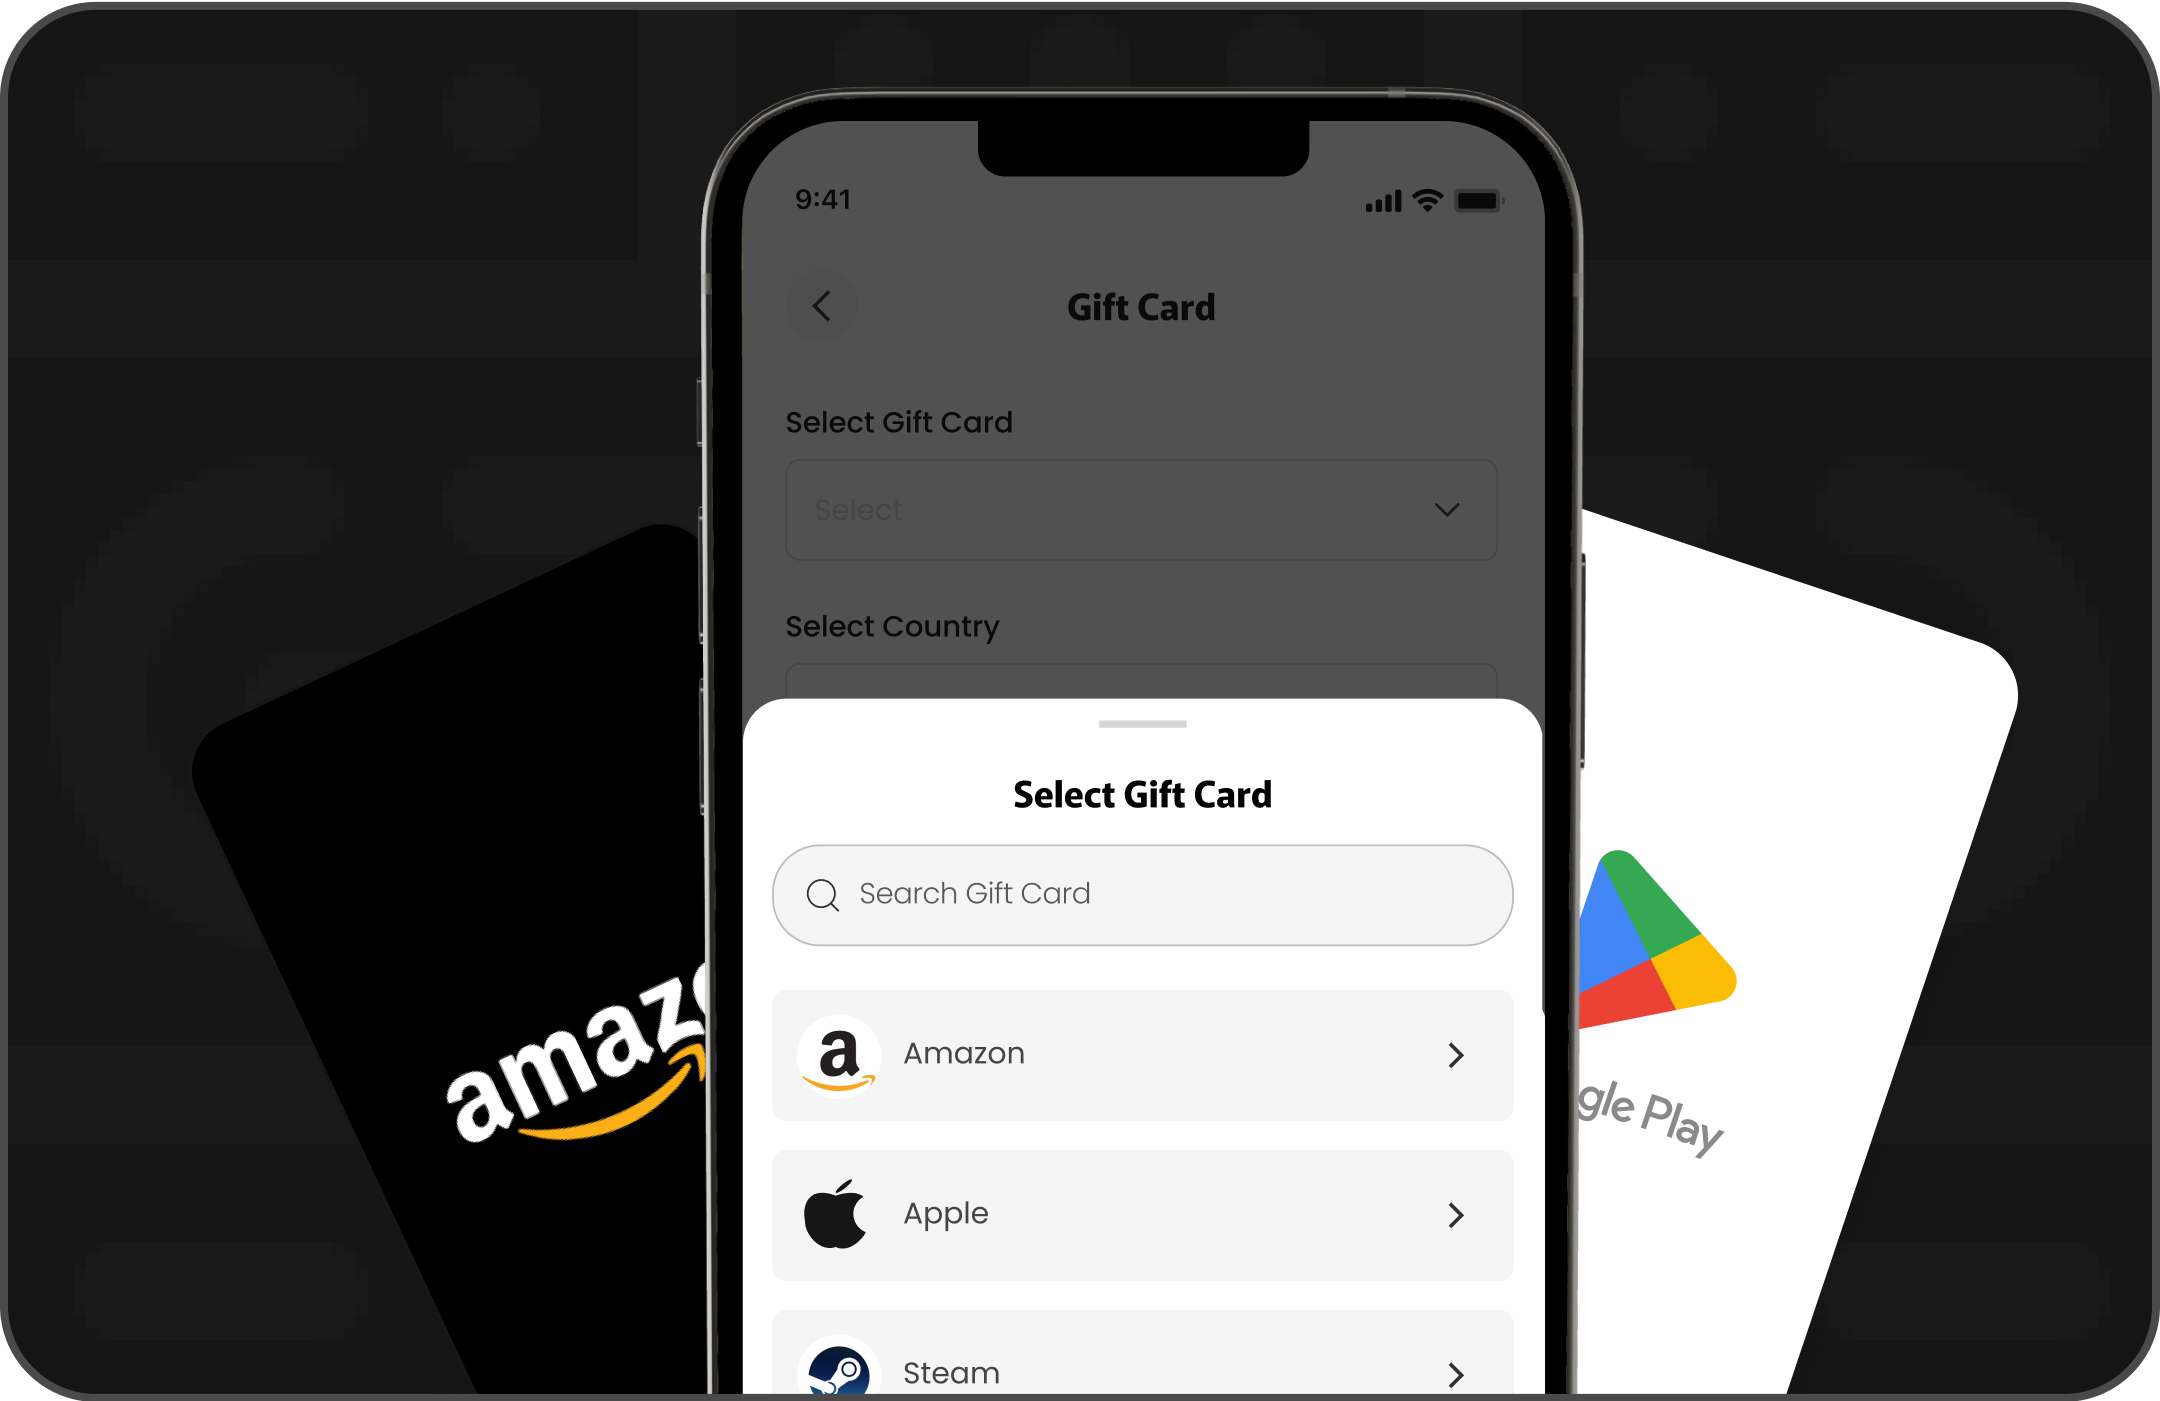 9:41
Gift Card
Select Gift Card
Select
Select Country
Select Gift Card
Search Gift Card
Amazon
Apple
Steam
amazo
gle Play